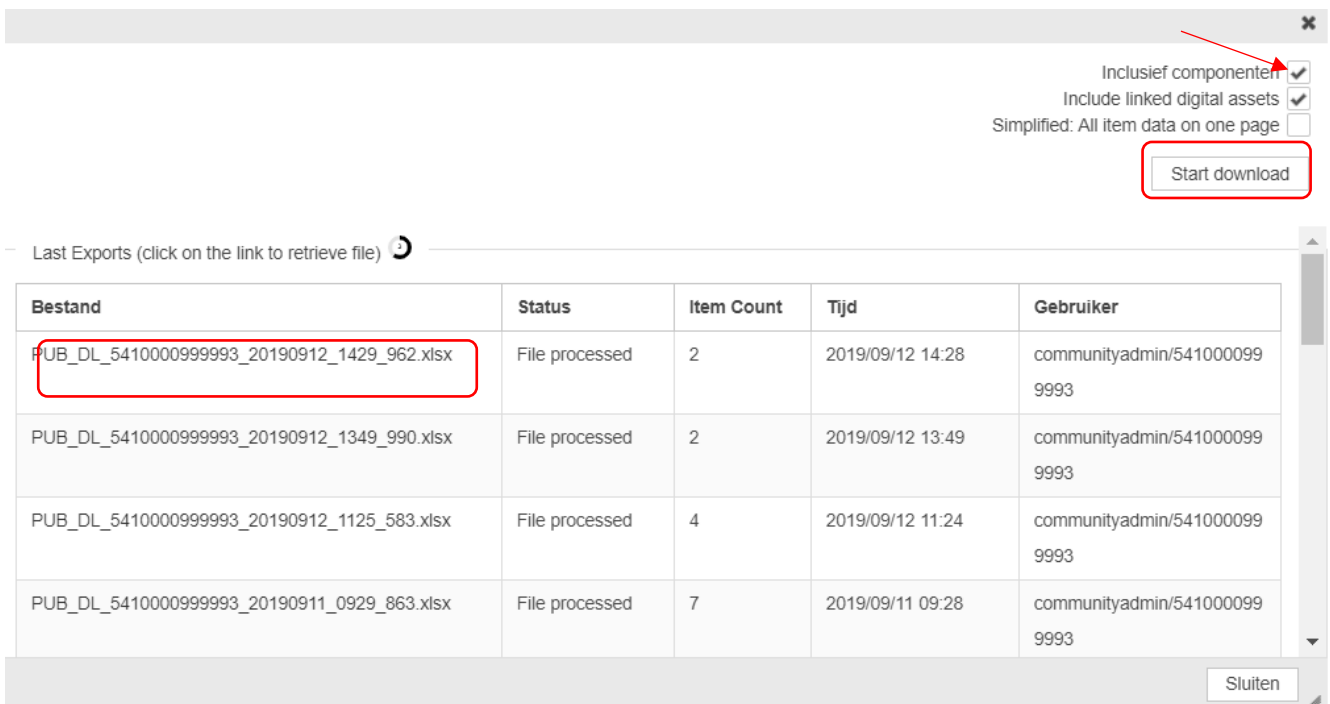 Inclusief componenten
Include linked digital assets
Simplified: All item data on one page
Start download
Last Exports (click on the link to retrieve file)
Bestand Status Item Count Tijd Gebruiker
PUB_DL_5410000999993_20190912_1429_962.xlsx File processed 2 2019/09/12 14:28 communityadmin/541000099
9993
PUB_DL_5410000999993_20190912_1349_990.xlsx File processed 2 2019/09/12 13:49 communityadmin/541000099
9993
PUB_DL_5410000999993_20190912_1125_583.xlsx File processed 4 2019/09/12 11:24 communityadmin/541000099
9993
PUB_DL_5410000999993_20190911_0929_863.xlsx File processed 7 2019/09/11 09:28 communityadmin/541000099
9993
Sluiten